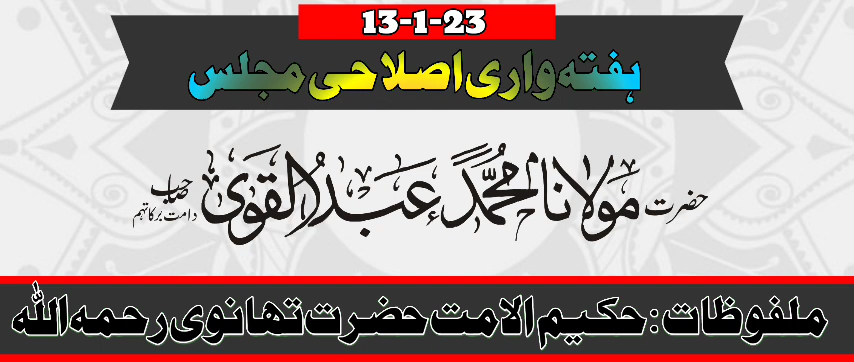 13-1-23
ہفتہ واری اصلاحی مجلس
حضرت مولانا محمد عبد القوی صاحب دامت برکاتہم
ملفوظات: حکیم الامت حضرت تھانوی رحمہ اللہ